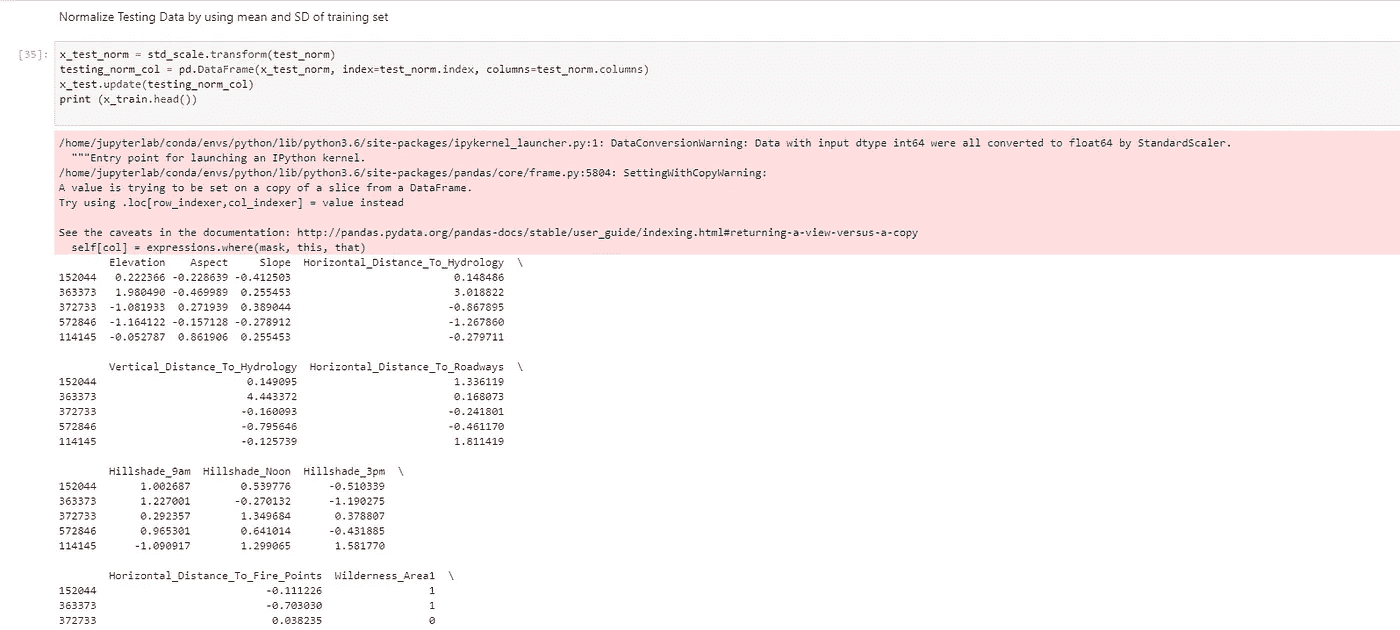 Normalize Testing Data by using mean and SD of training set
[35]: x_test_norm = std_scale.transform(test_norm)
testing_norm_col = pd.DataFrame(x_test_norm, index=test_norm.index, columns=test_norm.columns)
x_test.update(testing_norm_col)
print (x_train.head())
/home/jupyterlab/conda/envs/python/lib/python3.6/site-packages/ipykernel_launcher.py:1: DataConversionWarning: Data with input dtype int64 were all converted to float64 by StandardScaler.
"""Entry point for launching an IPython kernel.
/home/jupyterlab/conda/envs/python/lib/python3.6/site-packages/pandas/core/frame.py:5804: SettingWithCopyWarning:
A value is trying to be set on a copy of a slice from a DataFrame.
Try using .loc[row_indexer,col_indexer] = value instead
See the caveats in the documentation: http://pandas.pydata.org/pandas-docs/stable/user_guide/indexing.html#returning-a-view-versus-a-copy
self[col] = expressions.where(mask, this, that)
Elevation Aspect Slope Horizontal_Distance_To_Hydrology \
152044 0.222366 -0.228639 -0.412503 0.148486
363373 1.980490 -0.469989 0.255453 3.018822
372733 -1.081933 0.271939 0.389044 -0.867895
572846 -1.164122 -0.157128 -0.278912 -1.267860
114145 -0.052787 0.861906 0.255453 -0.279711
Vertical_Distance_To_Hydrology Horizontal_Distance_To_Roadways \
152044 0.149095 1.336119
363373 4.443372 0.168073
372733 -0.160093 -0.241801
572846 -0.795646 -0.461170
114145 -0.125739 1.811419
Hillshade_9am Hillshade_Noon Hillshade_3pm \
152044 1.002687 0.539776 -0.510339
363373 1.227001 -0.270132 -1.190275
372733 0.292357 1.349684 0.378807
572846 0.965301 0.641014 -0.431885
114145 -1.090917 1.299065 1.581770
Horizontal_Distance_To_Fire_Points Wilderness_Area1 \
152044 -0.111226 1
363373 -0.703030 1
372733 0.038235 0